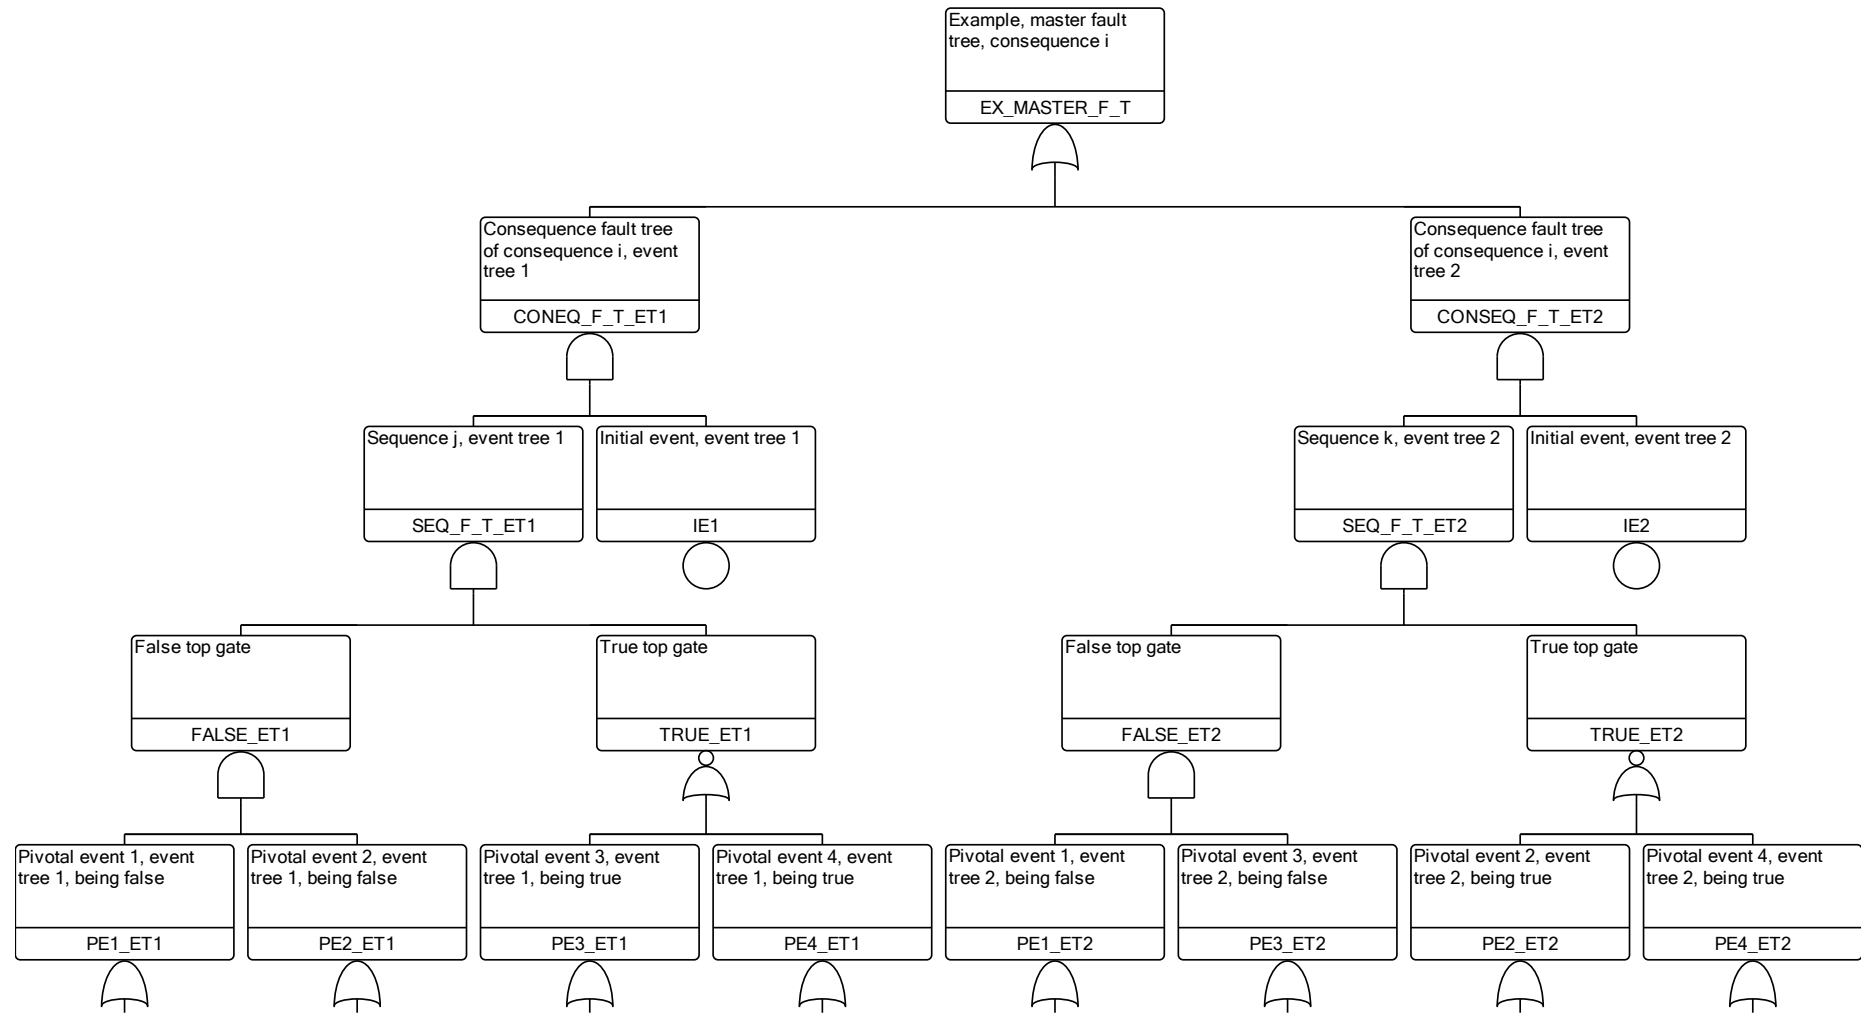 Example, master fault
tree, consequence i
EX_MASTER_F_T
Consequence fault tree
of consequence i, event
tree 1
CONEQ_F_T_ET1
Consequence fault tree
of consequence i, event
tree 2
CONSEQ_F_T_ET2
Sequence j, event tree 1
SEQ_F_T_ET1
Initial event, event tree 1
IE1
Sequence k, event tree 2
SEQ_F_T_ET2
Initial event, event tree 2
IE2
False top gate
FALSE_ET1
True top gate
TRUE_ET1
False top gate
FALSE_ET2
True top gate
TRUE_ET2
Pivotal event 1, event
tree 1, being false
PE1_ET1
Pivotal event 2, event
tree 1, being false
PE2_ET1
Pivotal event 3, event
tree 1, being true
PE3_ET1
Pivotal event 4, event
tree 1, being true
PE4_ET1
Pivotal event 1, event
tree 2, being false
PE1_ET2
Pivotal event 3, event
tree 2, being false
PE3_ET2
Pivotal event 2, event
tree 2, being true
PE2_ET2
Pivotal event 4, event
tree 2, being true
PE4_ET2